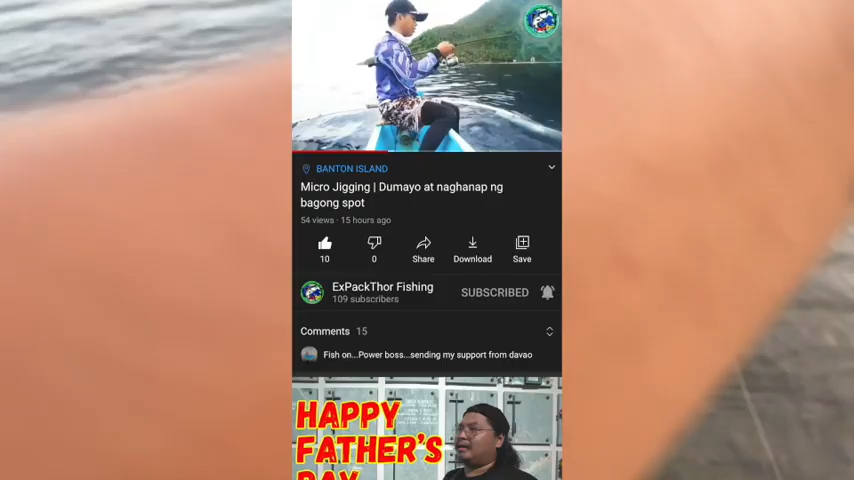 BANTON ISLAND
Micro Jigging | Dumayo at naghanap ng
bagong spot
54 views · 15 hours ago
10
0
Share
Download
Save
ExPackThor Fishing
109 subscribers
SUBSCRIBED
Comments 15
Fish on...Power boss...sending my support from davao
HAPPY
FATHER'S
DAY